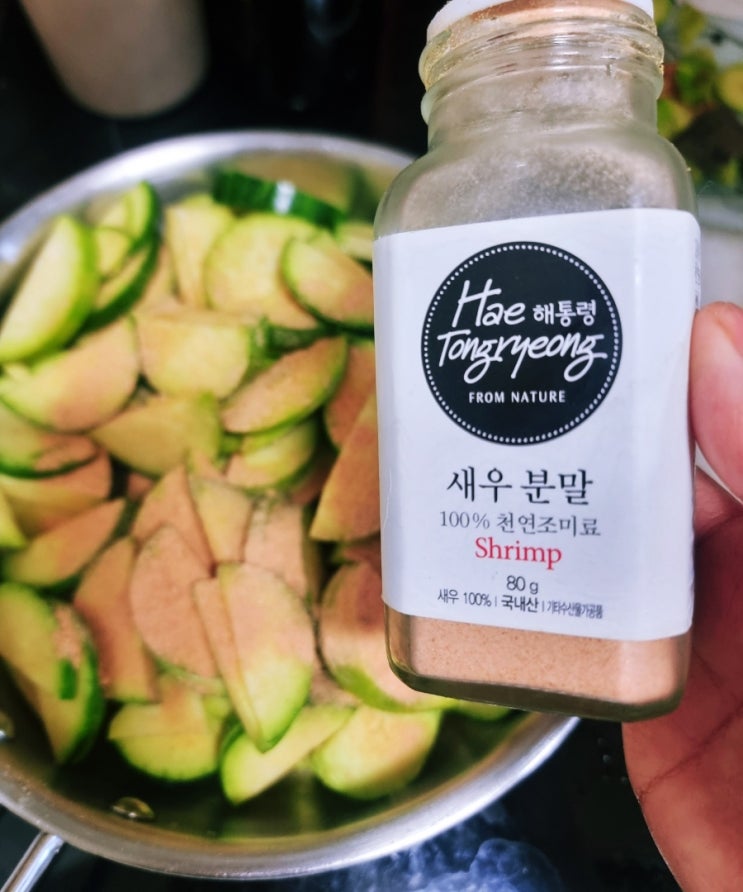 Hae 해통령
Tongryeong
FROM NATURE
새우 분말
100% 천연조미료
Shrimp
80 g
새우 100% | 국내산 | 기타수산물가공품